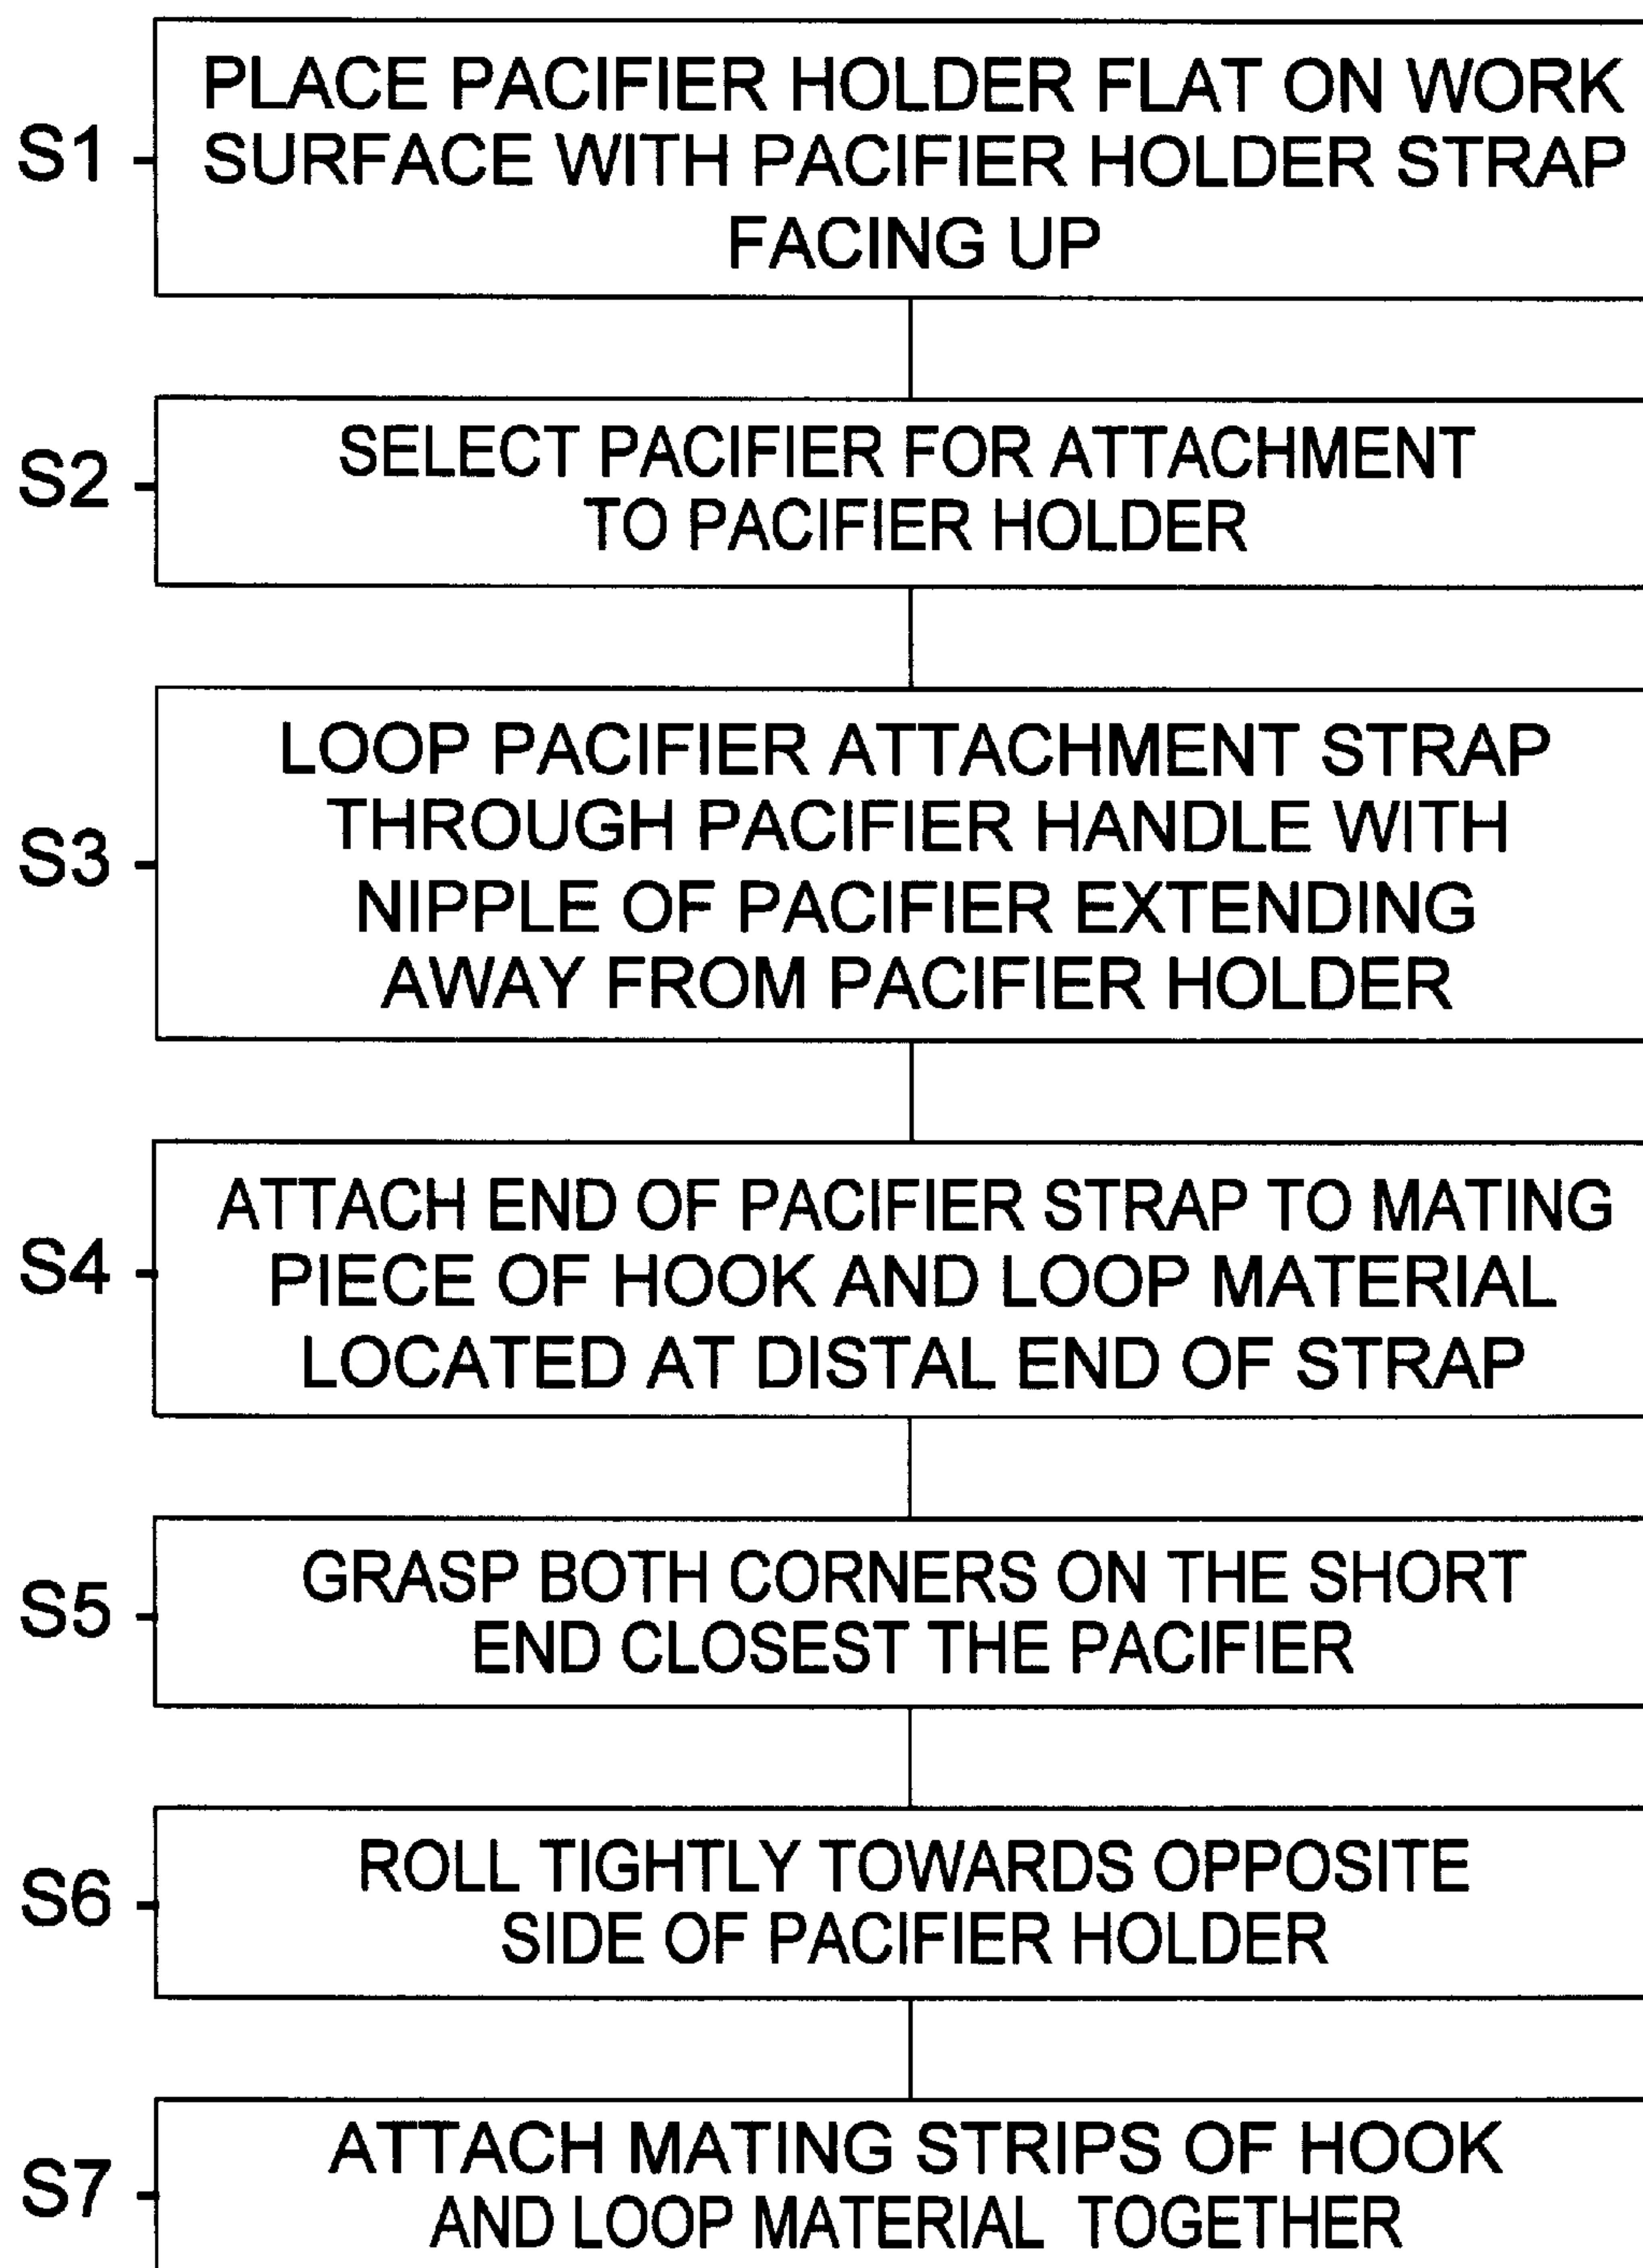 S1
PLACE PACIFIER HOLDER FLAT ON WORK
SURFACE WITH PACIFIER HOLDER STRAP
FACING UP
S2
SELECT PACIFIER FOR ATTACHMENT
TO PACIFIER HOLDER
S3
LOOP PACIFIER ATTACHMENT STRAP
THROUGH PACIFIER HANDLE WITH
NIPPLE OF PACIFIER EXTENDING
AWAY FROM PACIFIER HOLDER
S4
ATTACH END OF PACIFIER STRAP TO MATING
PIECE OF HOOK AND LOOP MATERIAL
LOCATED AT DISTAL END OF STRAP
S5
GRASP BOTH CORNERS ON THE SHORT
END CLOSEST THE PACIFIER
S6
ROLL TIGHTLY TOWARDS OPPOSITE
SIDE OF PACIFIER HOLDER
S7
ATTACH MATING STRIPS OF HOOK
AND LOOP MATERIAL TOGETHER